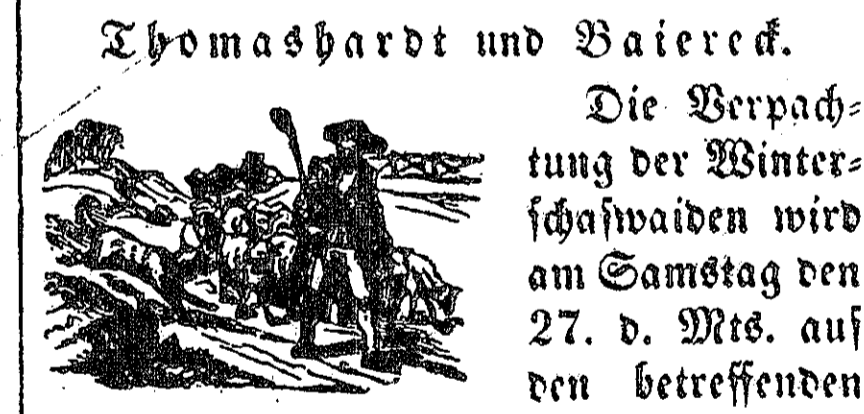 Thomashardt und Baiereck.
Die Verpach-
tung der Winter-
schafwaiden wird
am Samstag den
27. d. Mts. auf
den betreffenden